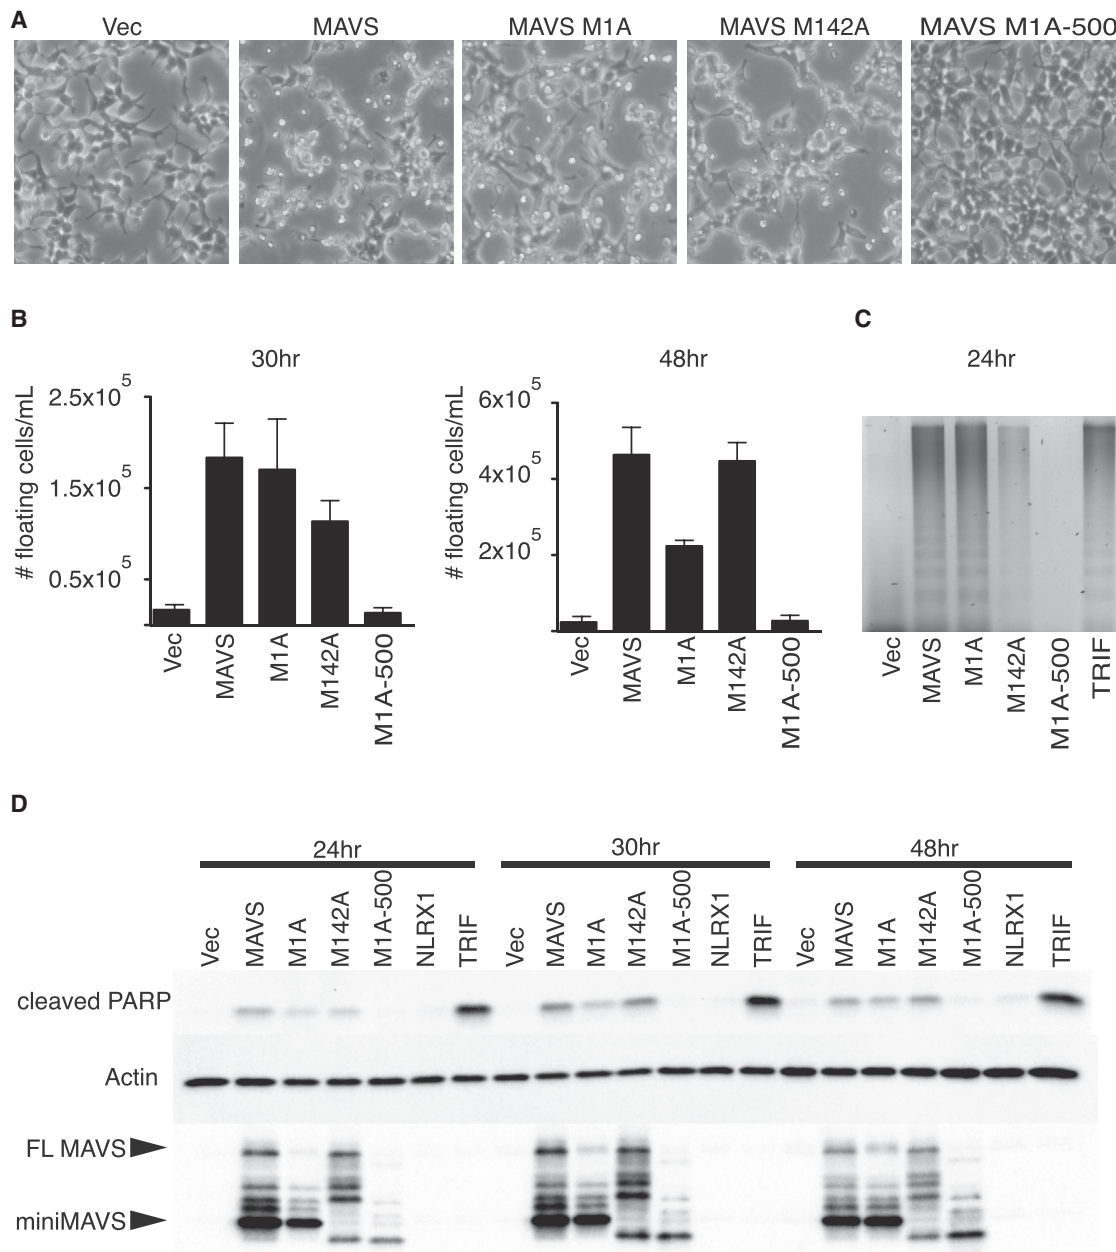 A
Vec MAVS MAVS M1A MAVS M142A MAVS M1A-500
B
30hr
# floating cells/mL
2.5x10^5
1.5x10^5
0.5x10^5
Vec MAVS M1A M142A M1A-500
48hr
# floating cells/mL
6x10^5
4x10^5
2x10^5
Vec MAVS M1A M142A M1A-500
C
24hr
Vec MAVS M1A M142A M1A-500 TRIF
D
24hr 30hr 48hr
Vec MAVS M1A M142A M1A-500 NLRX1 TRIF Vec MAVS M1A M142A M1A-500 NLRX1 TRIF Vec MAVS M1A M142A M1A-500 NLRX1 TRIF
cleaved PARP
Actin
FL MAVS
miniMAVS